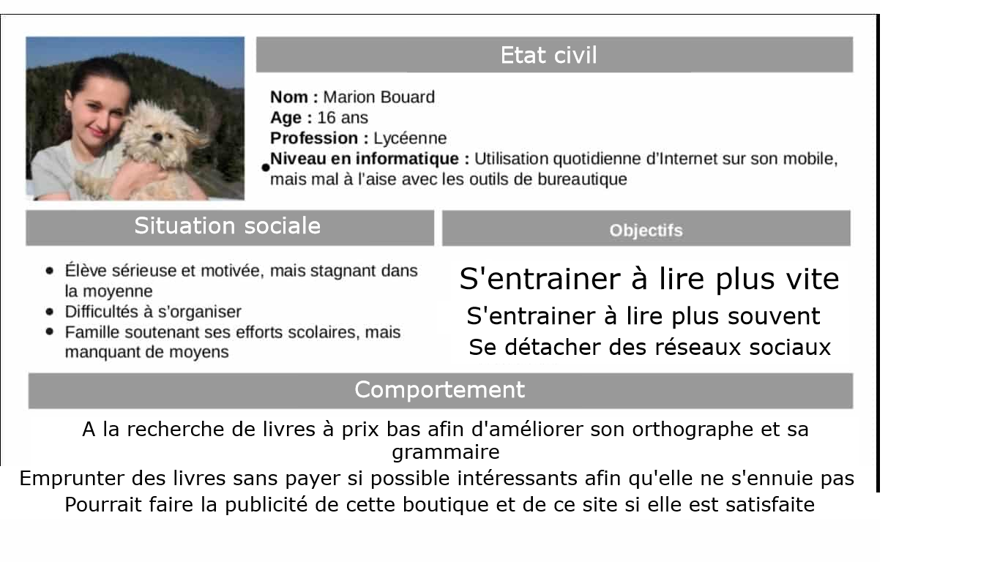 Etat civil
Nom : Marion Bouard
Age : 16 ans
Profession : Lycéenne
Niveau en informatique : Utilisation quotidienne d'Internet sur son mobile,
mais mal à l'aise avec les outils de bureautique
Situation sociale
• Élève sérieuse et motivée, mais stagnant dans
la moyenne
• Difficultés à s'organiser
• Famille soutenant ses efforts scolaires, mais
manquant de moyens
Objectifs
S'entrainer à lire plus vite
S'entrainer à lire plus souvent
Se détacher des réseaux sociaux
Comportement
A la recherche de livres à prix bas afin d'améliorer son orthographe et sa
grammaire
Emprunter des livres sans payer si possible intéressants afin qu'elle ne s'ennuie pas
Pourrait faire la publicité de cette boutique et de ce site si elle est satisfaite